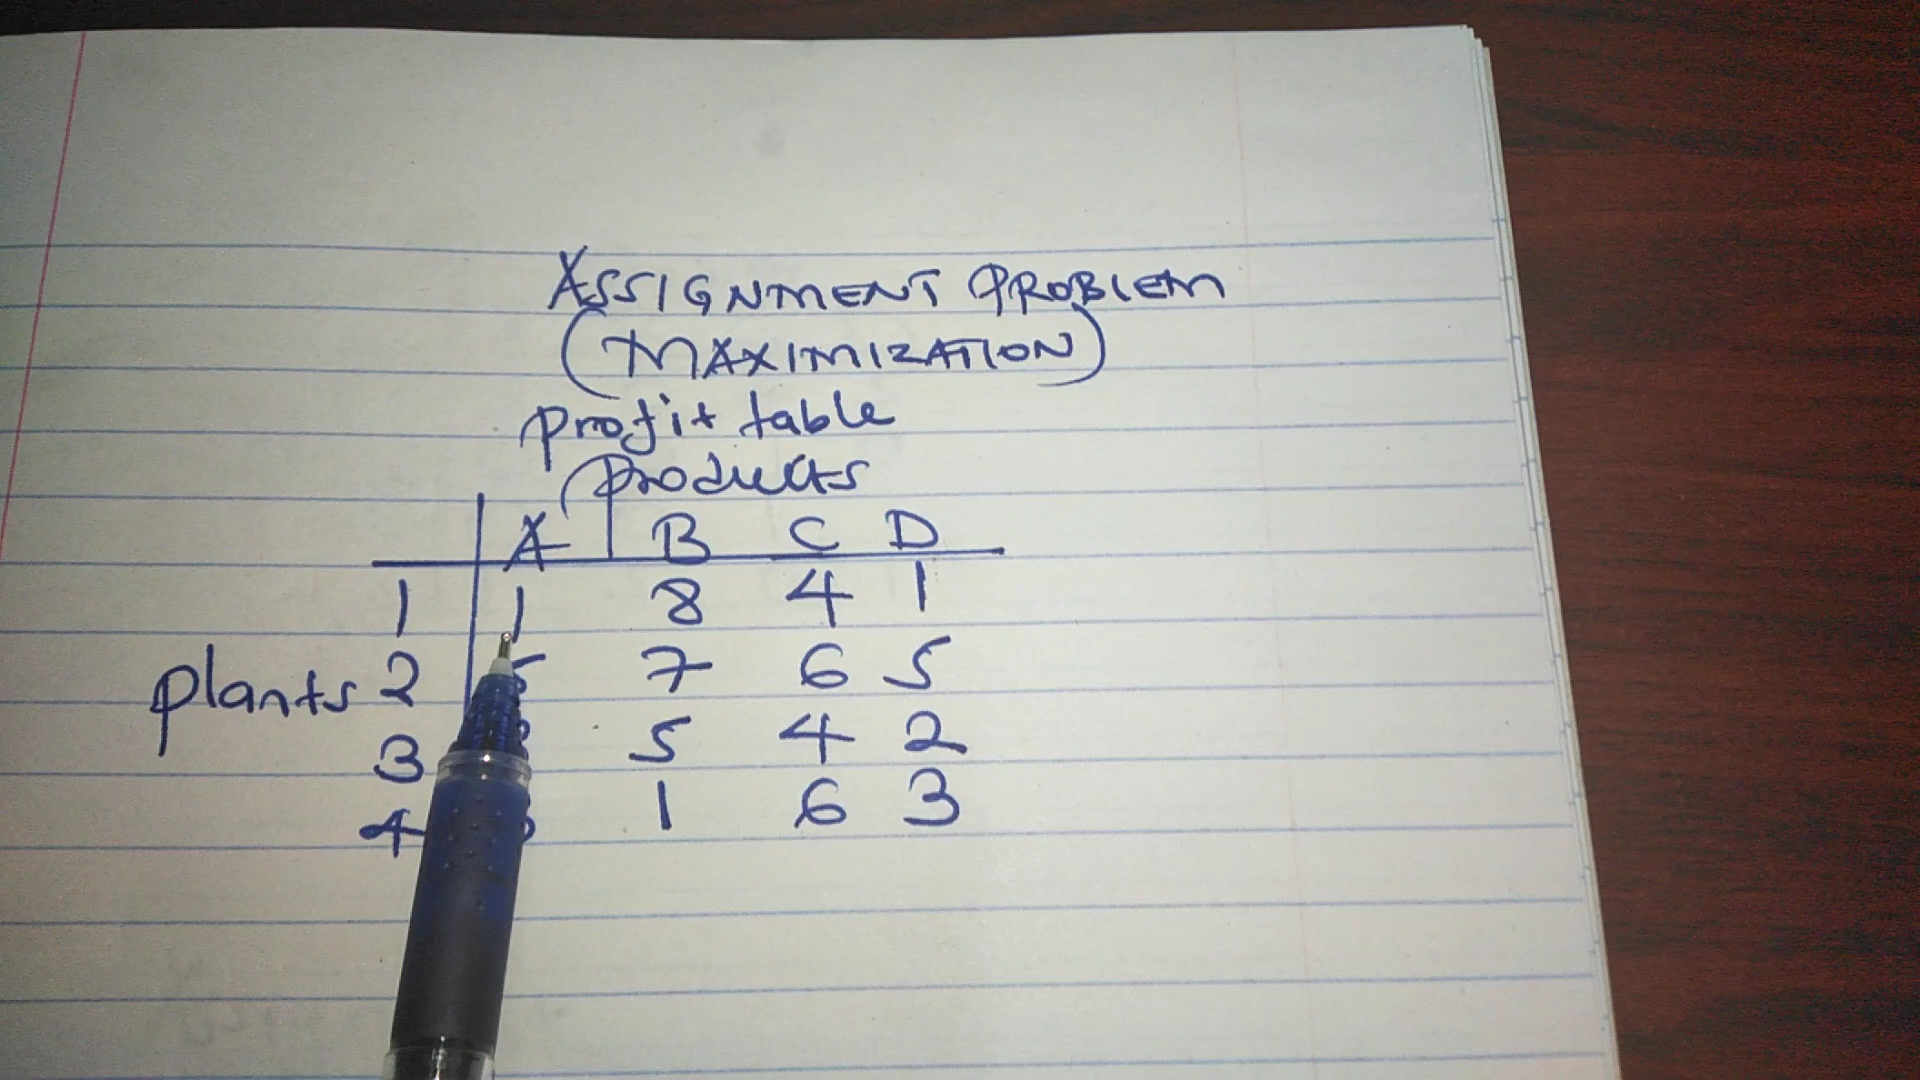 ASSIGNMENT PROBLEM
(MAXIMIZATION)
Profit table
Products
A B C D
1 1 8 4 1
plants 2 5 7 6 5
3 5 4 2
4 1 6 3